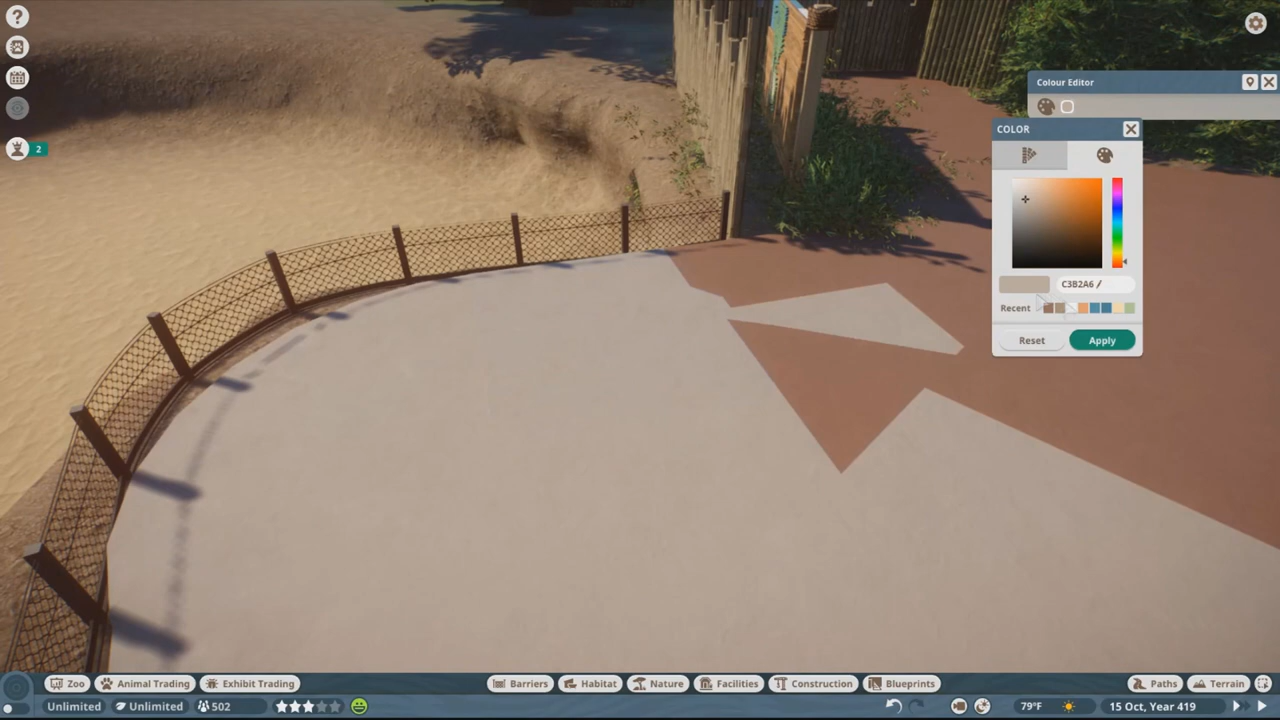 ?
2
Colour Editor
COLOR
C3B2A6
Recent
Reset
Apply
Zoo
Animal Trading
Exhibit Trading
Barriers
Habitat
Nature
Facilities
Construction
Blueprints
Paths
Terrain
Unlimited
Unlimited
502
79°F
15 Oct, Year 419